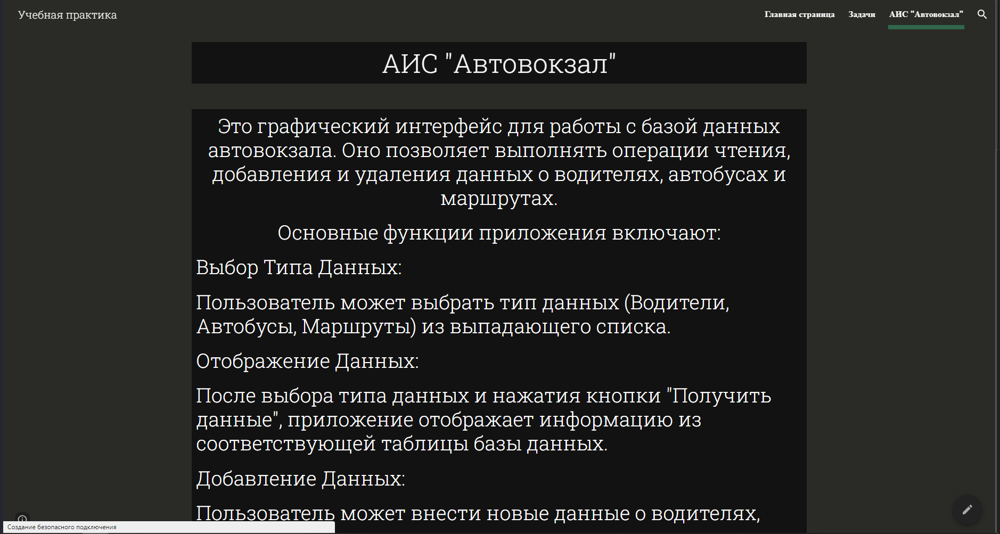 Учебная практика
Главная страница
Задачи
АИС "Автовокзал"
АИС "Автовокзал"
Это графический интерфейс для работы с базой данных
автовокзала. Оно позволяет выполнять операции чтения,
добавления и удаления данных о водителях, автобусах и
маршрутах.
Основные функции приложения включают:
Выбор Типа Данных:
Пользователь может выбрать тип данных (Водители,
Автобусы, Маршруты) из выпадающего списка.
Отображение Данных:
После выбора типа данных и нажатия кнопки "Получить
данные", приложение отображает информацию из
соответствующей таблицы базы данных.
Добавление Данных:
Пользователь может внести новые данные о водителях,
Создание безопасного подключения